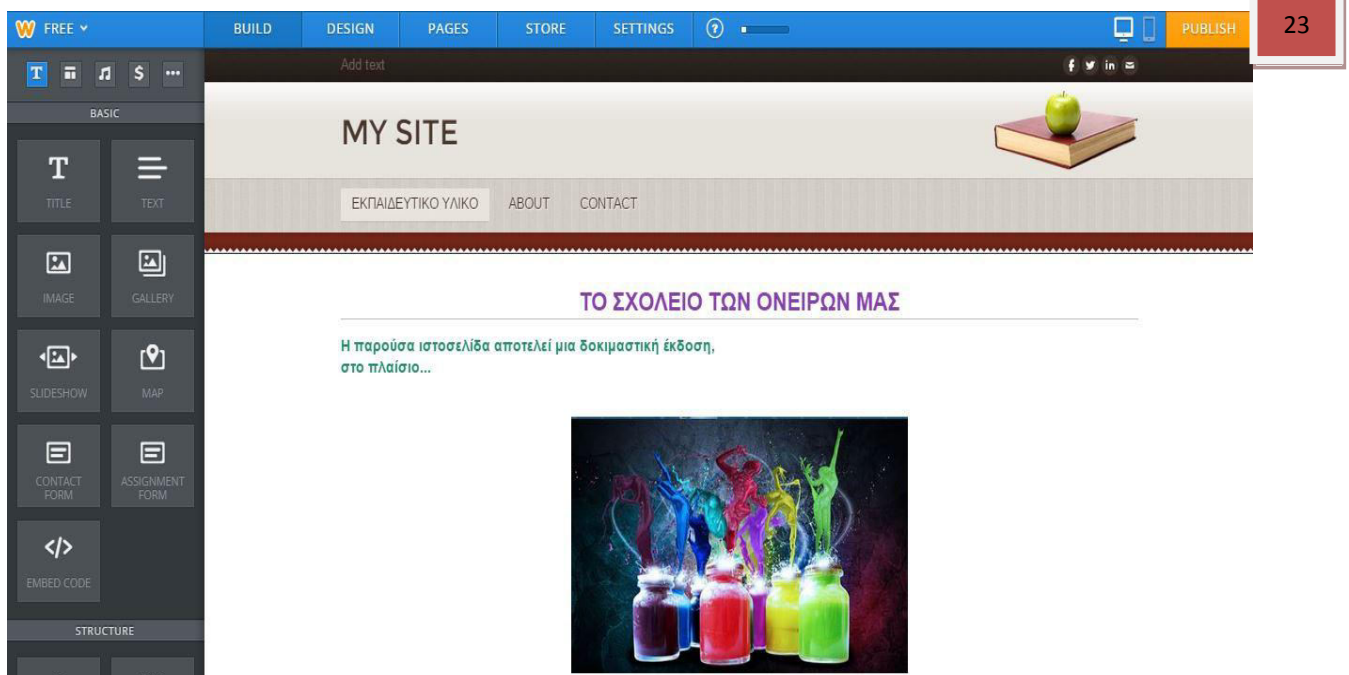 23
FREE
BUILD DESIGN PAGES STORE SETTINGS ? PUBLISH
T $
Add text
f in
BASIC
MY SITE
T
TITLE TEXT
ΕΚΠΑΙΔΕΥΤΙΚΟ ΥΛΙΚΟ ABOUT CONTACT
IMAGE GALLERY
ΤΟ ΣΧΟΛΕΙΟ ΤΩΝ ΟΝΕΙΡΩΝ ΜΑΣ
Η παρούσα ιστοσελίδα αποτελεί μια δοκιμαστική έκδοση,
στο πλαίσιο...
SLIDESHOW MAP
CONTACT FORM ASSIGNMENT FORM
</>
EMBED CODE
STRUCTURE